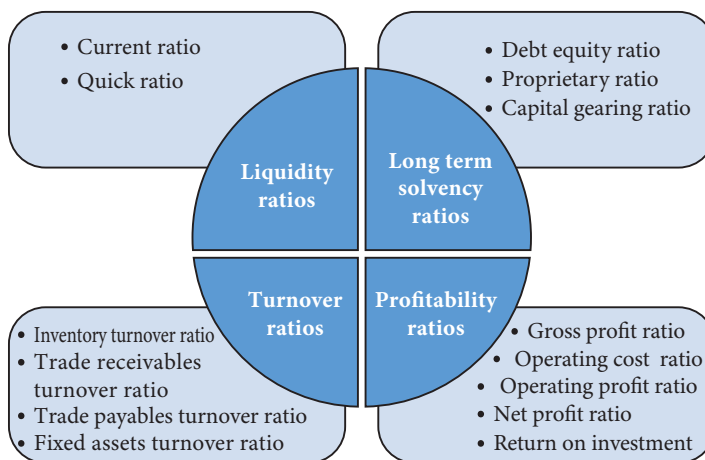 • Current ratio
• Quick ratio
• Debt equity ratio
• Proprietary ratio
• Capital gearing ratio
Liquidity
ratios
Long term
solvency
ratios
Turnover
ratios
Profitability
ratios
• Inventory turnover ratio
• Trade receivables
turnover ratio
• Trade payables turnover ratio
• Fixed assets turnover ratio
• Gross profit ratio
• Operating cost ratio
• Operating profit ratio
• Net profit ratio
• Return on investment